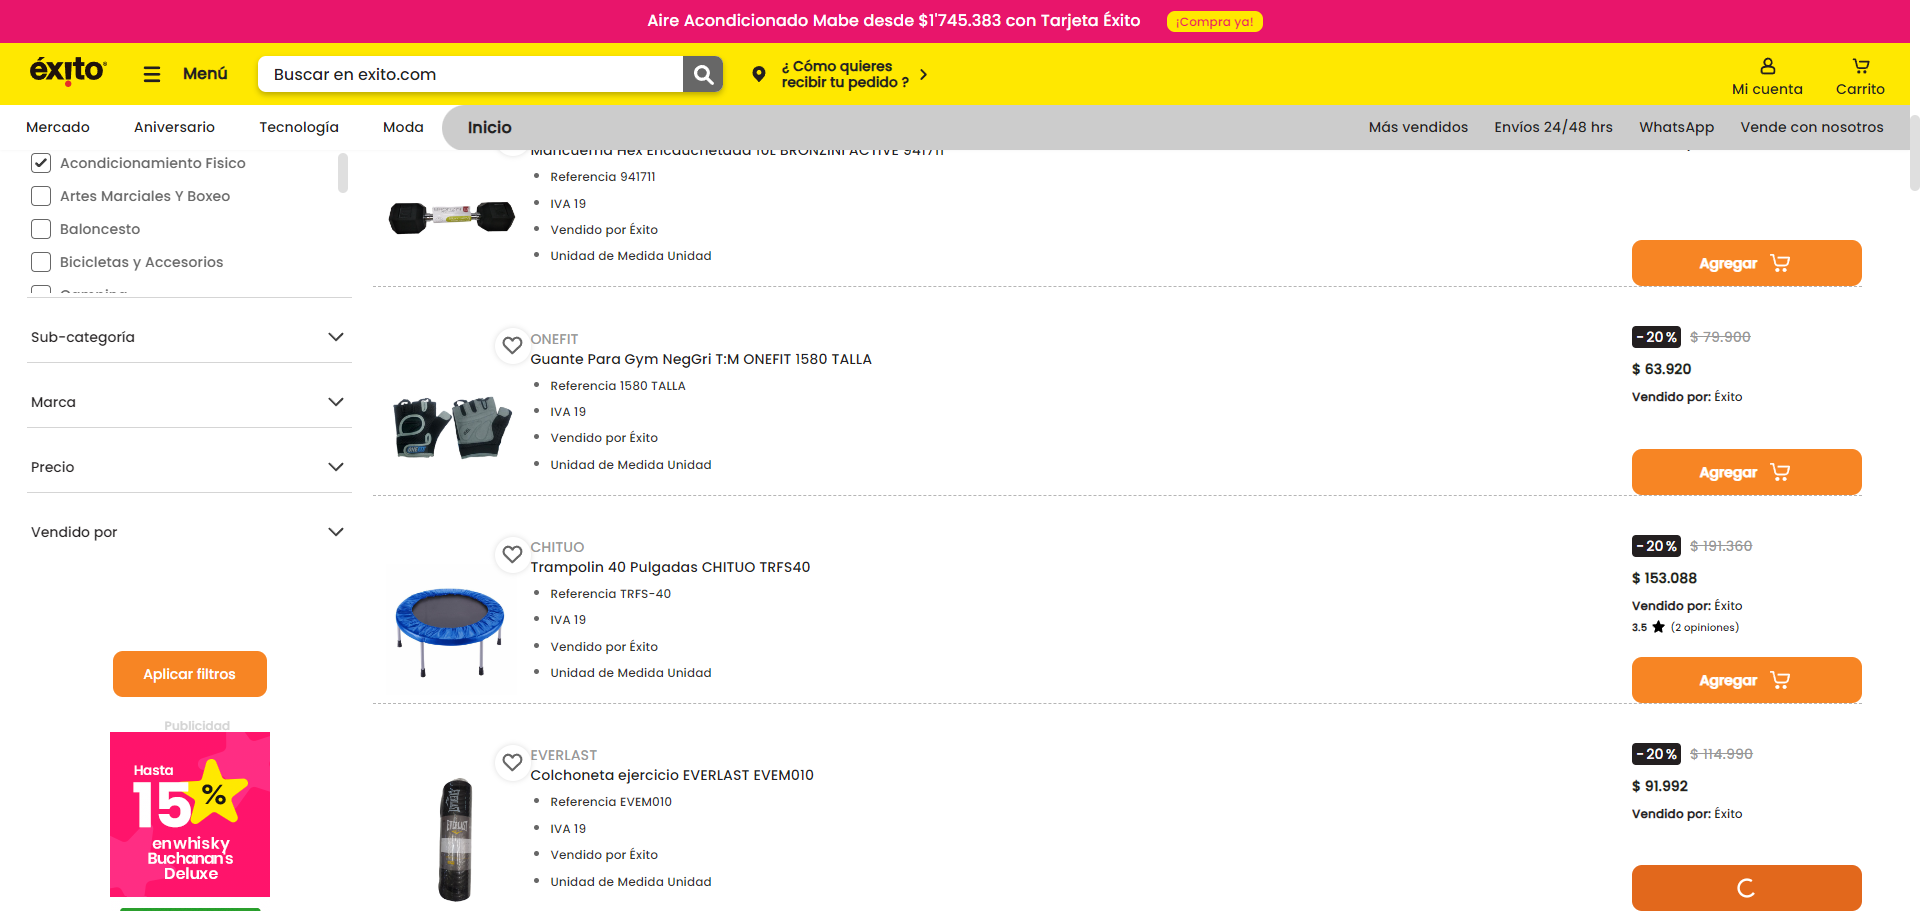 Aire Acondicionado Mabe desde $1'745.383 con Tarjeta Éxito
¡Compra ya!
éxito
Menú
Buscar en exito.com
¿ Cómo quieres
recibir tu pedido ?
Mi cuenta
Carrito
Mercado
Aniversario
Tecnología
Moda
Inicio
Más vendidos
Envíos 24/48 hrs
WhatsApp
Vende con nosotros
Acondicionamiento Fisico
Artes Marciales Y Boxeo
Baloncesto
Bicicletas y Accesorios
Camping
Sub-categoría
Marca
Precio
Vendido por
Aplicar filtros
Publicidad
Hasta
15%
en whisky
Buchanan's
Deluxe
Mancuerna Hex Encauchetada 10L BRONZINI ACTIVE 941711
Referencia 941711
IVA 19
Vendido por Éxito
Unidad de Medida Unidad
Agregar
ONEFIT
Guante Para Gym NegGri T:M ONEFIT 1580 TALLA
Referencia 1580 TALLA
IVA 19
Vendido por Éxito
Unidad de Medida Unidad
-20% $ 79.900
$ 63.920
Vendido por: Éxito
Agregar
CHITUO
Trampolin 40 Pulgadas CHITUO TRFS40
Referencia TRFS-40
IVA 19
Vendido por Éxito
Unidad de Medida Unidad
-20% $ 191.360
$ 153.088
Vendido por: Éxito
3.5 ★ (2 opiniones)
Agregar
EVERLAST
Colchoneta ejercicio EVERLAST EVEM010
Referencia EVEM010
IVA 19
Vendido por Éxito
Unidad de Medida Unidad
-20% $ 114.990
$ 91.992
Vendido por: Éxito